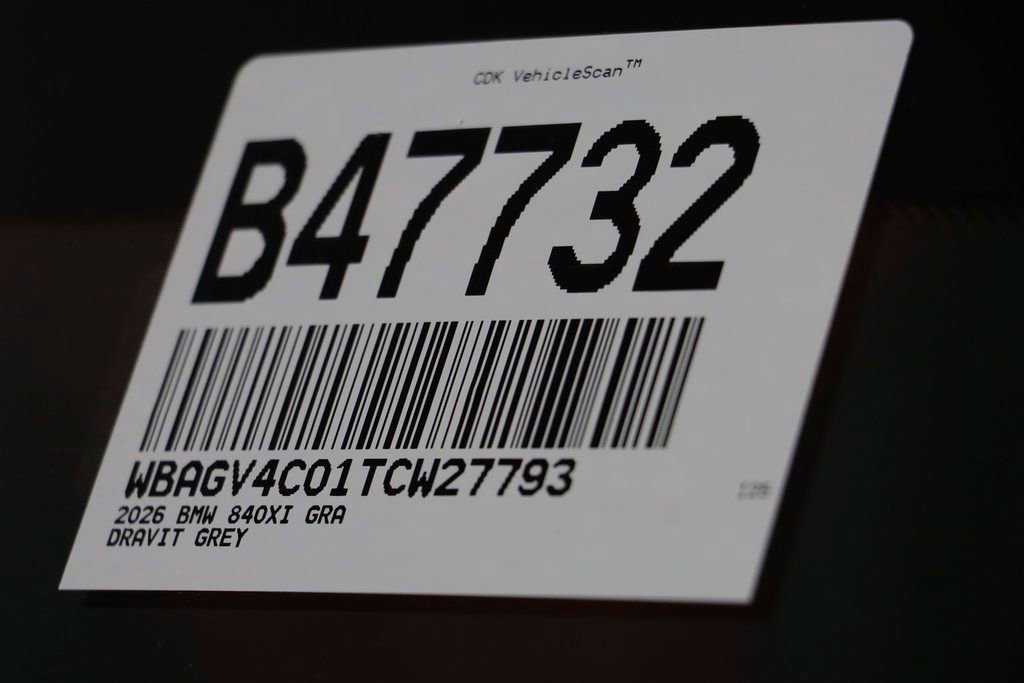 CDK VehicleScan™
B47732
WBAGV4C01TCW27793
2026 BMW 840XI GRA
DRAVIT GREY